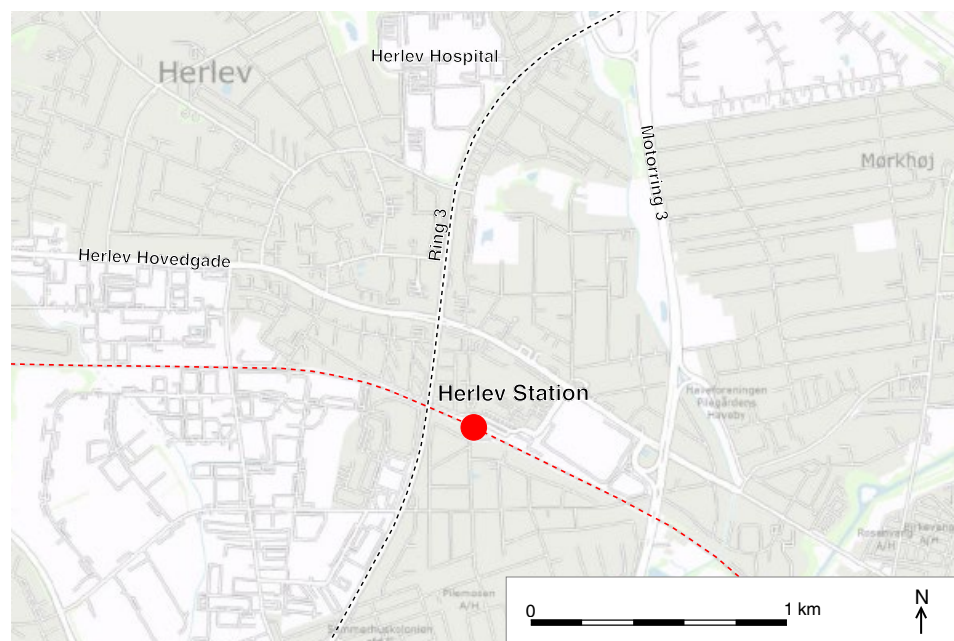 Herlev Hospital
Herlev
Motorring 3
Mørkhøj
Ring 3
Herlev Hovedgade
Herlev Station
Haveforeningen
Pilegårdens
Haveby
Rosenvang
A/H
Birkevang
A/H
Pilemosen
A/H
Sommerhuskolonien
0
1 km
N